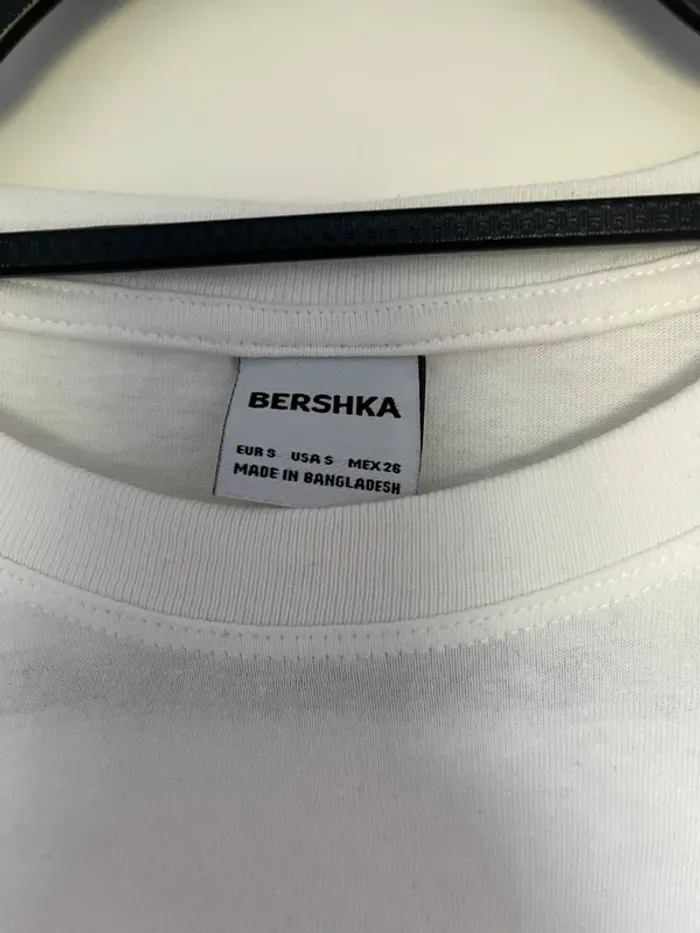 BERSHKA
EUR S USA S MEX 26
MADE IN BANGLADESH